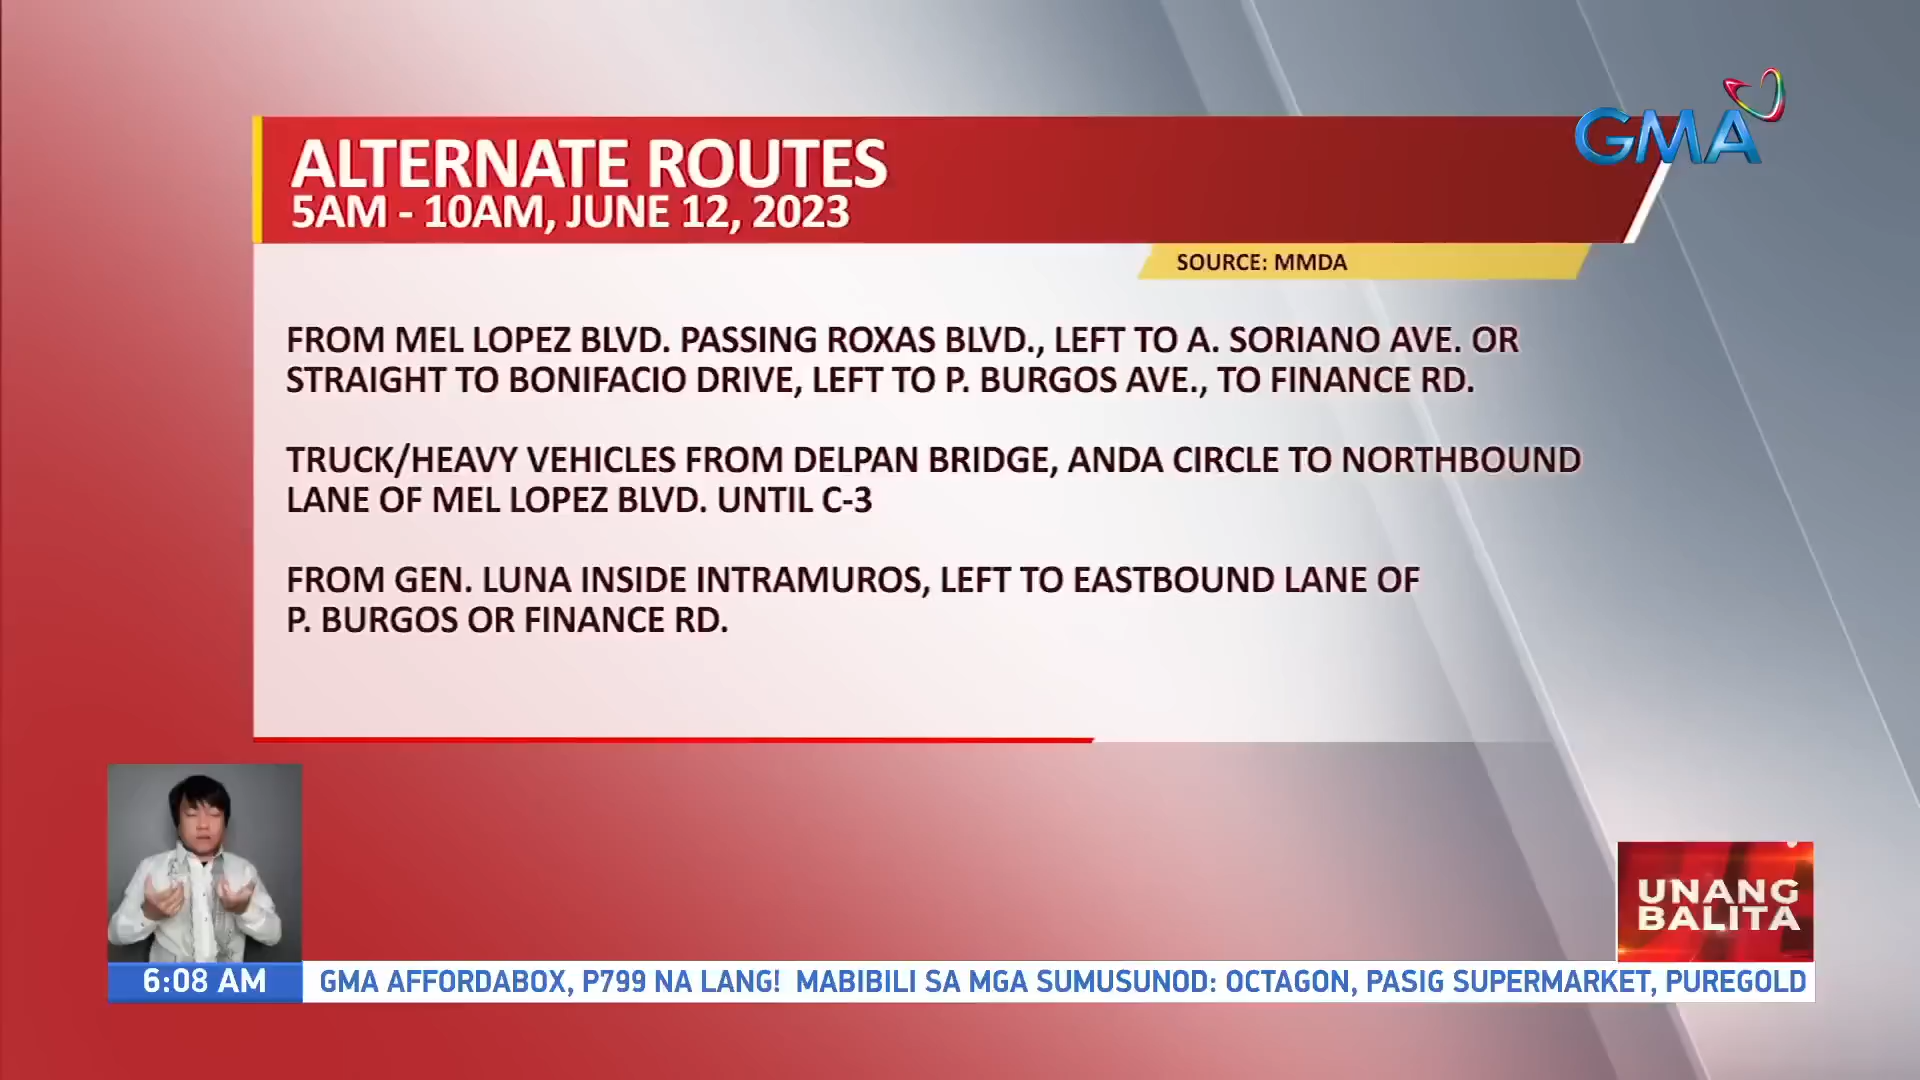 GMA
ALTERNATE ROUTES
5AM - 10AM, JUNE 12, 2023
SOURCE: MMDA
FROM MEL LOPEZ BLVD. PASSING ROXAS BLVD., LEFT TO A. SORIANO AVE. OR
STRAIGHT TO BONIFACIO DRIVE, LEFT TO P. BURGOS AVE., TO FINANCE RD.
TRUCK/HEAVY VEHICLES FROM DELPAN BRIDGE, ANDA CIRCLE TO NORTHBOUND
LANE OF MEL LOPEZ BLVD. UNTIL C-3
FROM GEN. LUNA INSIDE INTRAMUROS, LEFT TO EASTBOUND LANE OF
P. BURGOS OR FINANCE RD.
UNANG
BALITA
6:08 AM
GMA AFFORDABOX, P799 NA LANG! MABIBILI SA MGA SUMUSUNOD: OCTAGON, PASIG SUPERMARKET, PUREGOLD